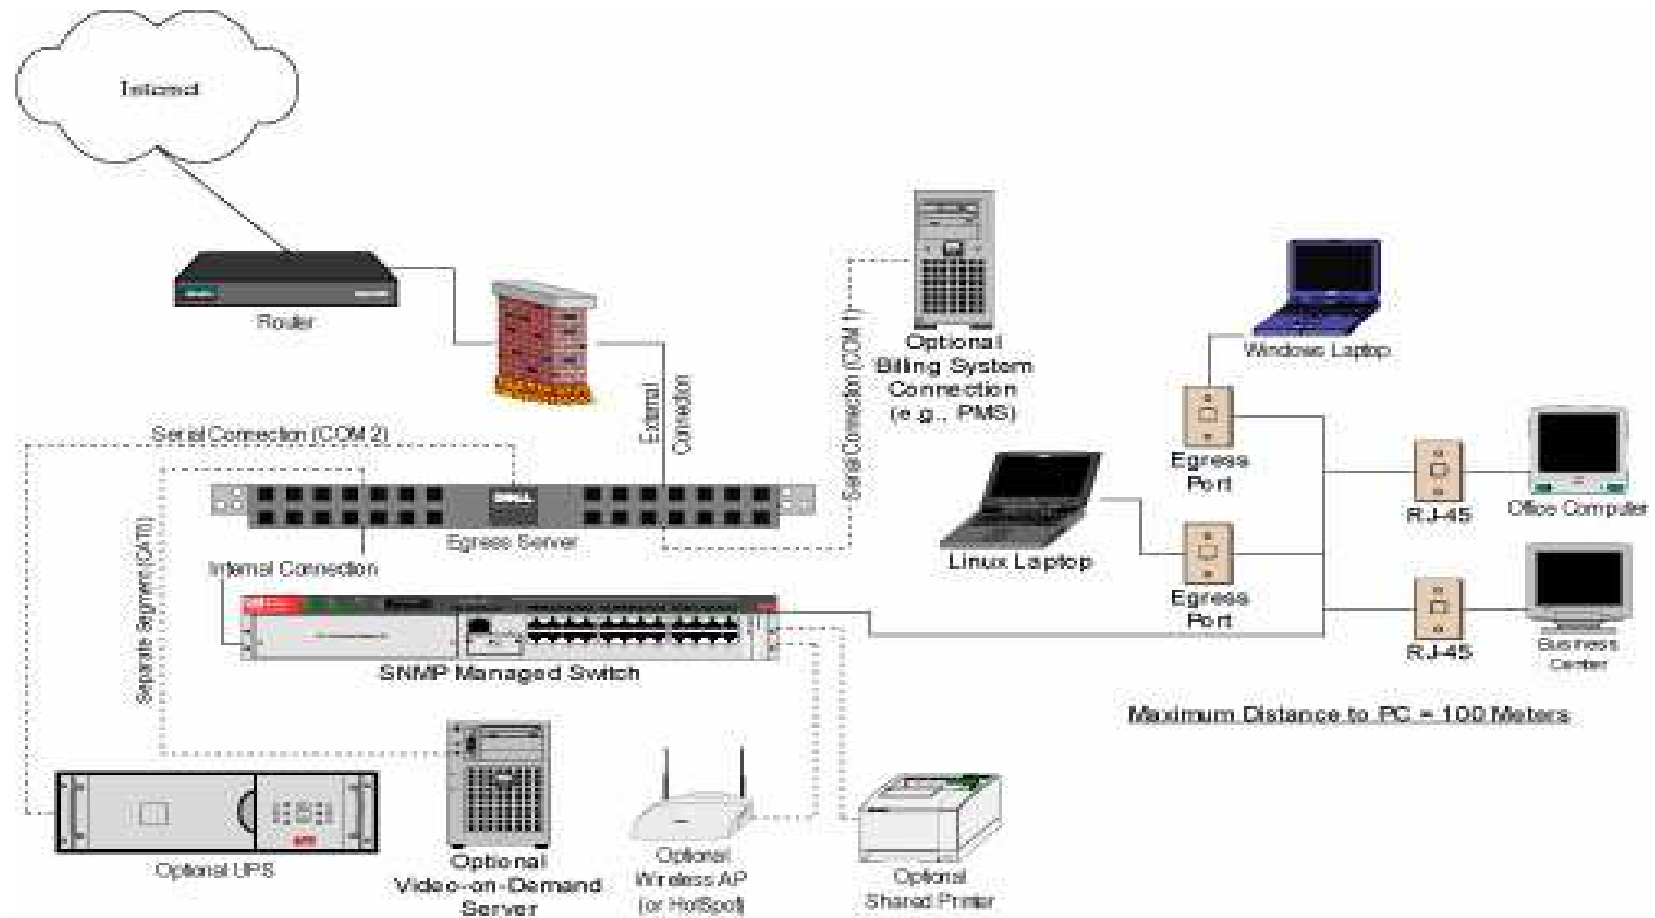 Internet
Router
Optional
Billing System
Connection
(e.g., PMS)
Serial Connection (COM 1)
External
Connection
Serial Connection (COM 2)
DELL
Egress Server
Separate Segment (CAT5)
Internal Connection
SNMP Managed Switch
Windows Laptop
Egress
Port
Linux Laptop
Egress
Port
RJ-45
Office Computer
RJ-45
Business
Center
Maximum Distance to PC = 100 Meters
Optional UPS
APC
Optional
Video-on-Demand
Server
Optional
Wireless AP
(or HotSpot)
Optional
Shared Printer